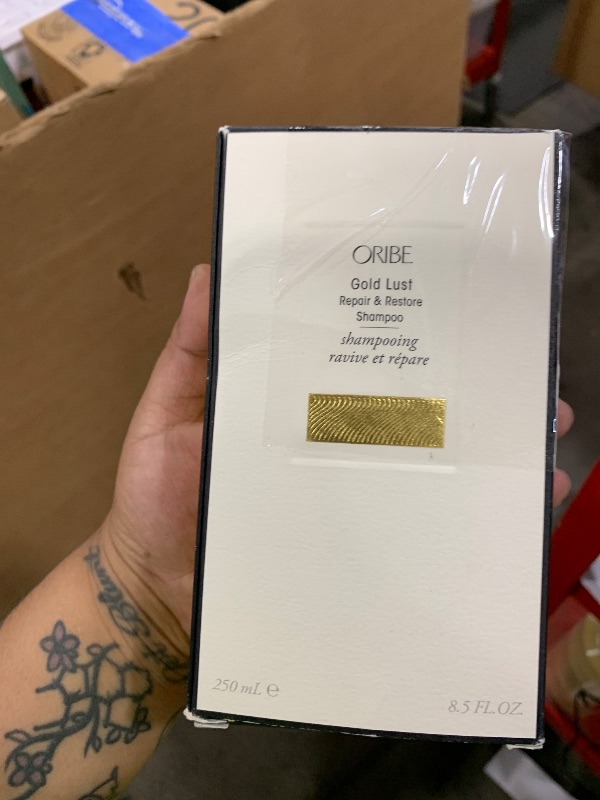 ORIBE
Gold Lust
Repair & Restore
Shampoo
shampooing
ravive et répare
250 mL ℮
8.5 FL.OZ.